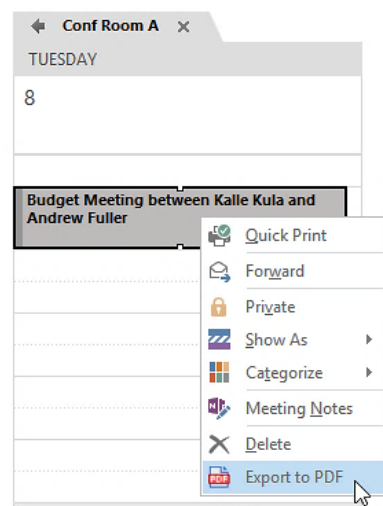 Conf Room A
TUESDAY
8
Budget Meeting between Kalle Kula and
Andrew Fuller
Quick Print
Forward
Private
Show As
Categorize
Meeting Notes
Delete
PDF Export to PDF